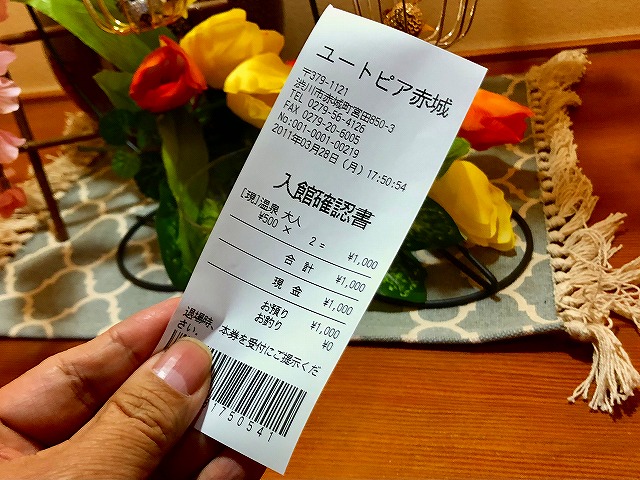 ユートピア赤城
〒379-1121
渋川市赤城町宮田850-3
TEL 0279-56-4126
FAX 0279-20-6005
No:001-0001-00219
2011年03月28日(月) 17:50:54
入館確認書
[現]温泉 大人
¥500 × 2= ¥1,000
合計 ¥1,000
現金 ¥1,000
お預り ¥1,000
お釣り ¥0
退場時、本券を受付にご提示くだ
さい。
1750541